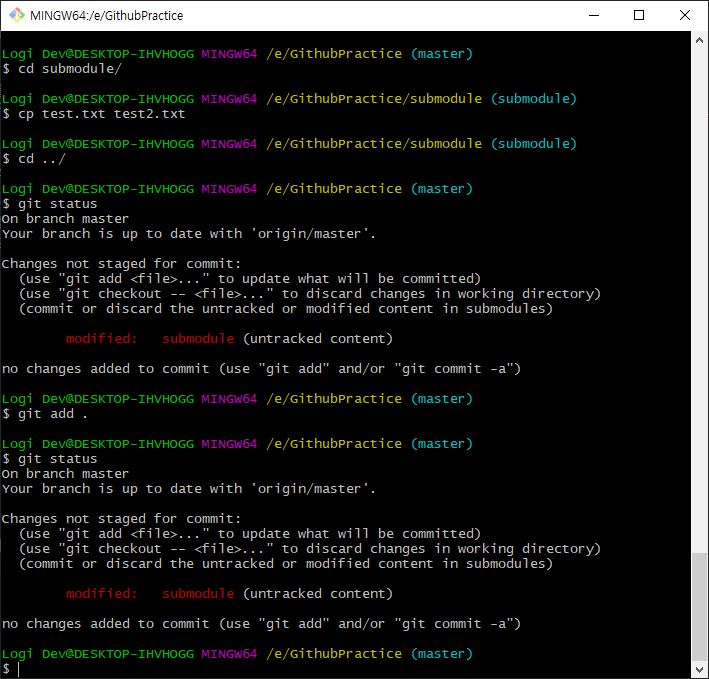 MINGW64:/e/GithubPractice
Logi Dev@DESKTOP-IHVHOGG MINGW64 /e/GithubPractice (master)
$ cd submodule/
Logi Dev@DESKTOP-IHVHOGG MINGW64 /e/GithubPractice/submodule (submodule)
$ cp test.txt test2.txt
Logi Dev@DESKTOP-IHVHOGG MINGW64 /e/GithubPractice/submodule (submodule)
$ cd ../
Logi Dev@DESKTOP-IHVHOGG MINGW64 /e/GithubPractice (master)
$ git status
On branch master
Your branch is up to date with 'origin/master'.
Changes not staged for commit:
  (use "git add <file>..." to update what will be committed)
  (use "git checkout -- <file>..." to discard changes in working directory)
  (commit or discard the untracked or modified content in submodules)
        modified:   submodule (untracked content)
no changes added to commit (use "git add" and/or "git commit -a")
Logi Dev@DESKTOP-IHVHOGG MINGW64 /e/GithubPractice (master)
$ git add .
Logi Dev@DESKTOP-IHVHOGG MINGW64 /e/GithubPractice (master)
$ git status
On branch master
Your branch is up to date with 'origin/master'.
Changes not staged for commit:
  (use "git add <file>..." to update what will be committed)
  (use "git checkout -- <file>..." to discard changes in working directory)
  (commit or discard the untracked or modified content in submodules)
        modified:   submodule (untracked content)
no changes added to commit (use "git add" and/or "git commit -a")
Logi Dev@DESKTOP-IHVHOGG MINGW64 /e/GithubPractice (master)
$